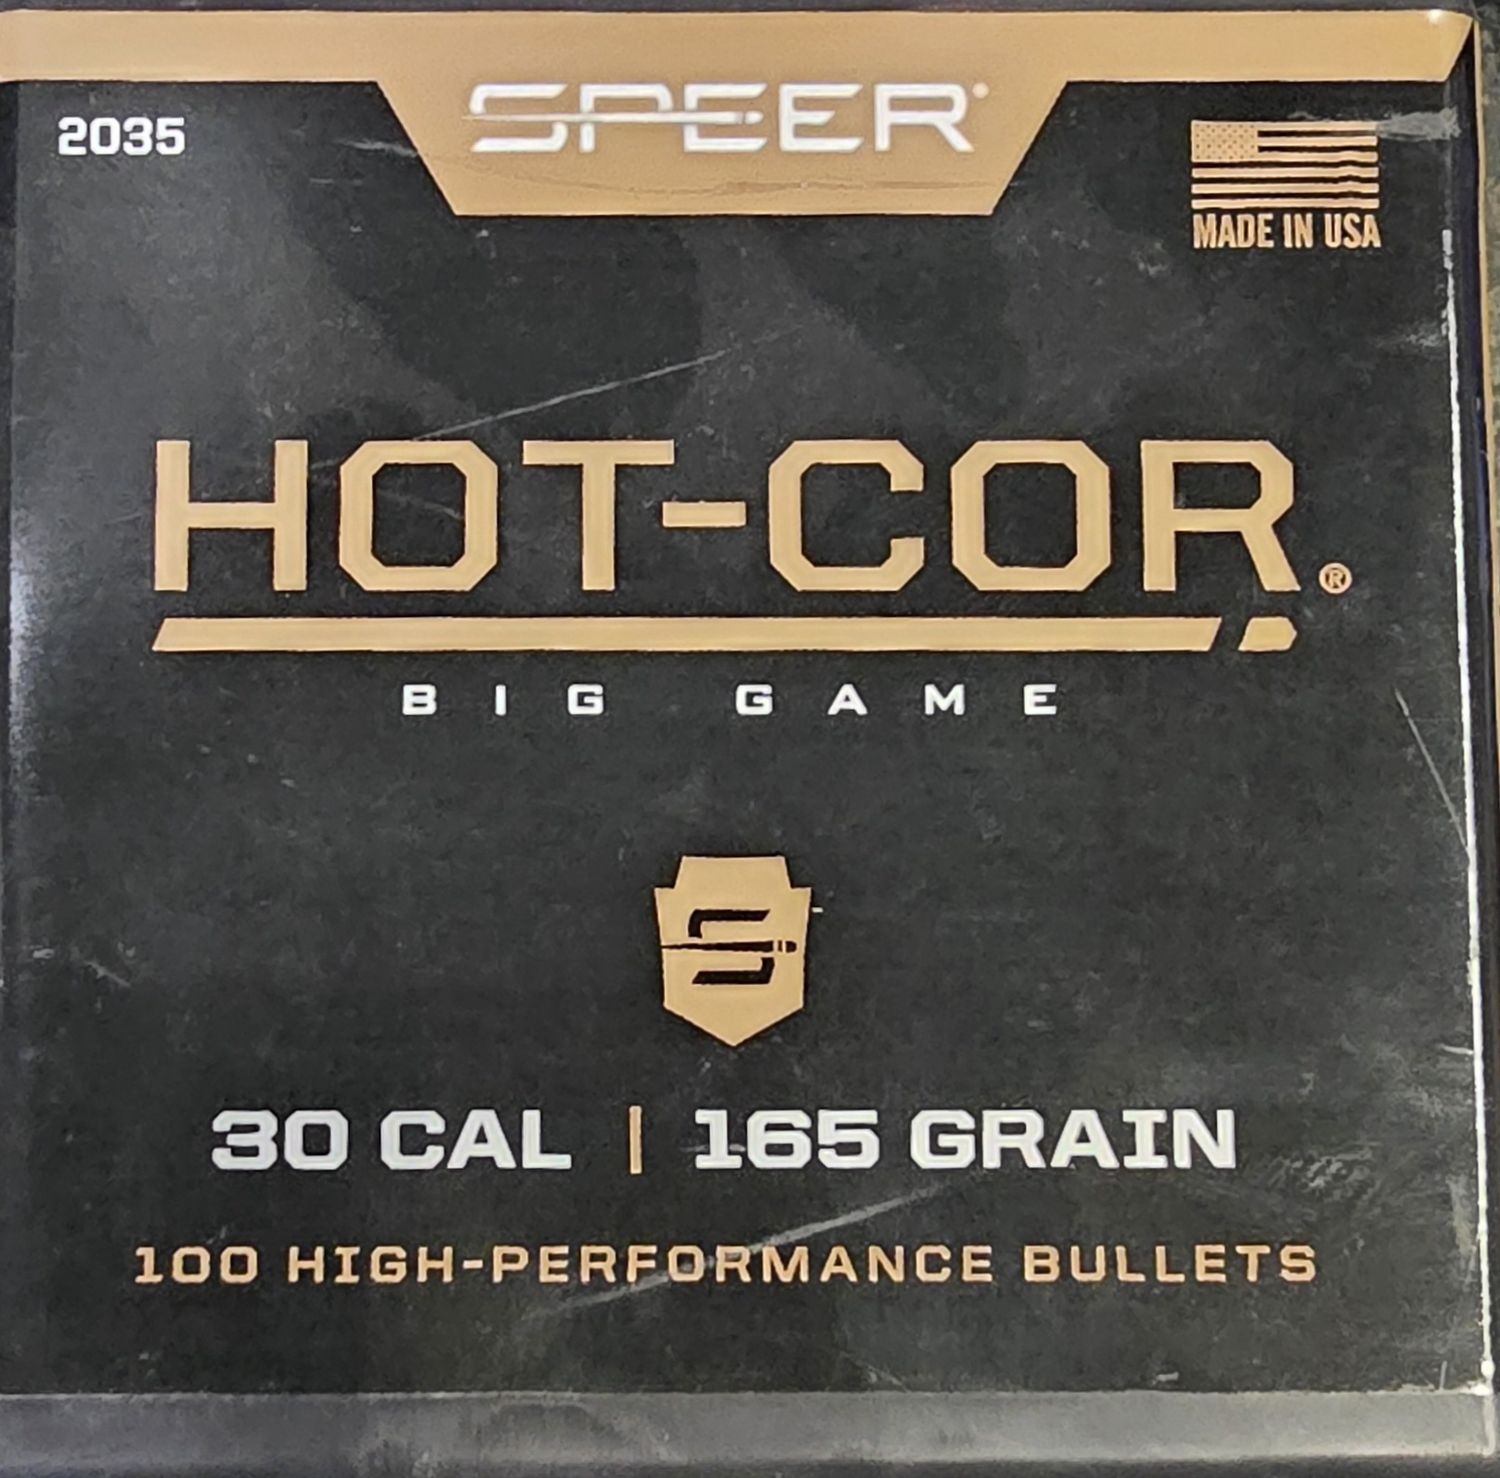 SPEER®
2035
MADE IN USA
HOT-COR®
BIG GAME
S
30 CAL | 165 GRAIN
100 HIGH-PERFORMANCE BULLETS